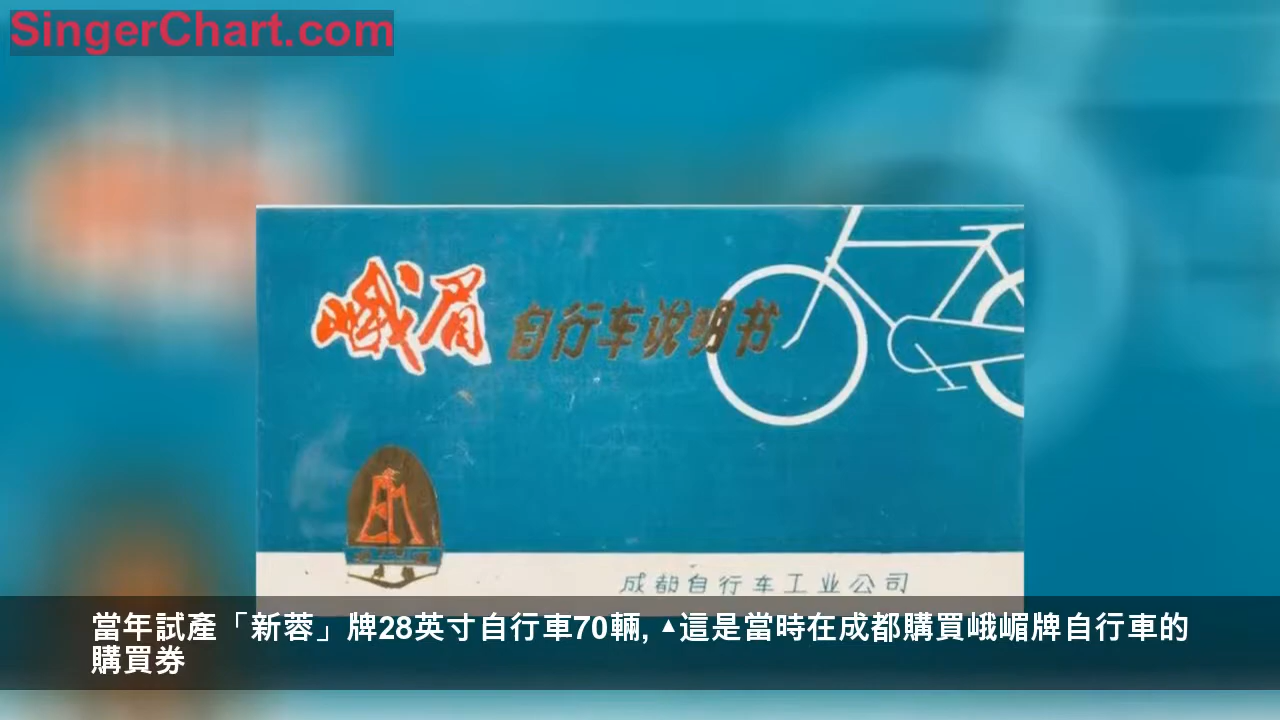 SingerChart.com
峨眉 自行车说明书
成都自行车工业公司
當年試產「新蓉」牌28英寸自行車70輛, ▲這是當時在成都購買峨嵋牌自行車的
購買券